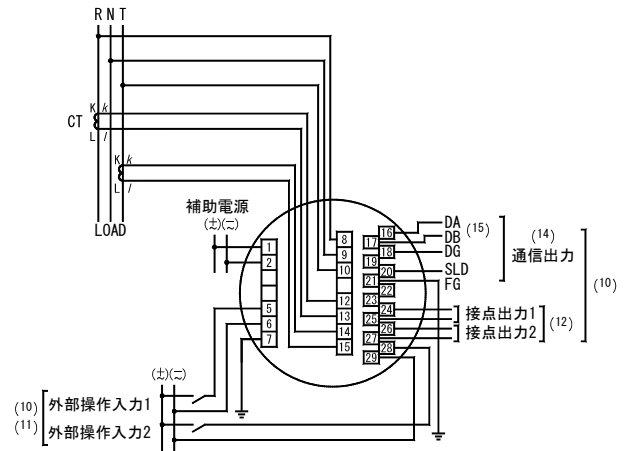 R N T
K k
CT
L l
K k
L l
LOAD
補助電源
(±)(=)
1
2
5
6
7
8
9
10
12
13
14
15
16
17
18
19
20
21
22
23
24
25
26
27
28
29
DA
DB
DG
(15)
SLD
FG
(14)
通信出力
(10)
接点出力1
接点出力2
(12)
(±)(=)
(10)
(11)
外部操作入力1
外部操作入力2